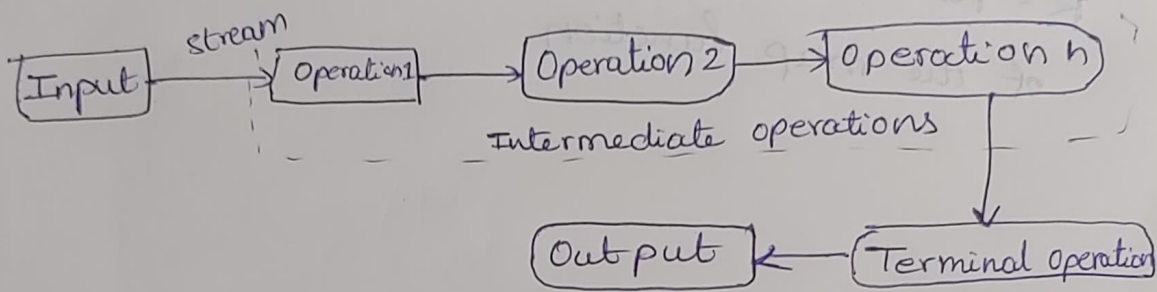 stream
Input
Operation1
Operation 2
Operation n
Intermediate operations
Output
Terminal operation